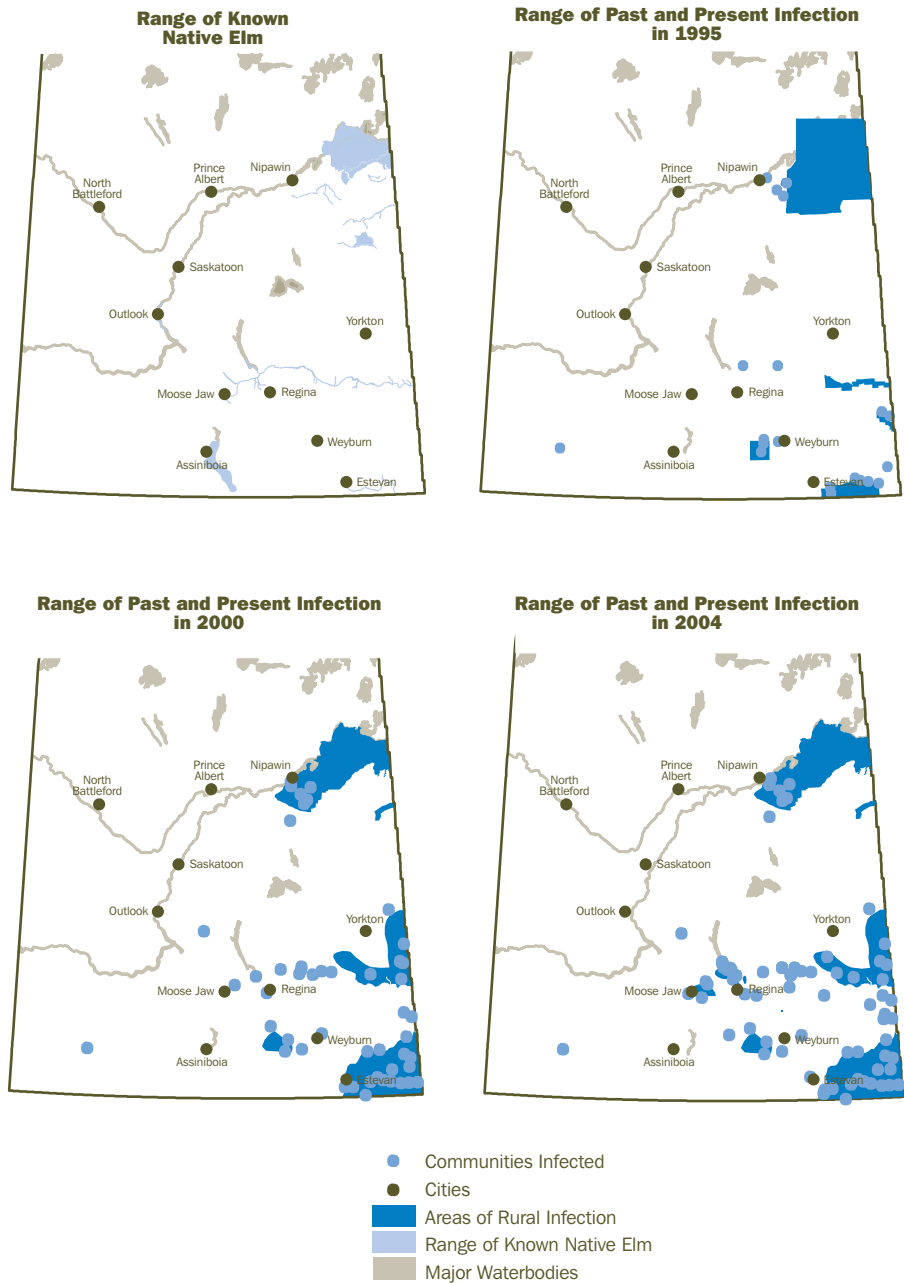 Range of Known
Native Elm
North
Battleford
Prince
Albert
Nipawin
Saskatoon
Outlook
Yorkton
Moose Jaw
Regina
Weyburn
Assiniboia
Estevan
Range of Past and Present Infection
in 1995
North
Battleford
Prince
Albert
Nipawin
Saskatoon
Outlook
Yorkton
Moose Jaw
Regina
Weyburn
Assiniboia
Estevan
Range of Past and Present Infection
in 2000
North
Battleford
Prince
Albert
Nipawin
Saskatoon
Outlook
Yorkton
Moose Jaw
Regina
Weyburn
Assiniboia
Estevan
Range of Past and Present Infection
in 2004
North
Battleford
Prince
Albert
Nipawin
Saskatoon
Outlook
Yorkton
Moose Jaw
Regina
Weyburn
Assiniboia
Estevan
Communities Infected
Cities
Areas of Rural Infection
Range of Known Native Elm
Major Waterbodies